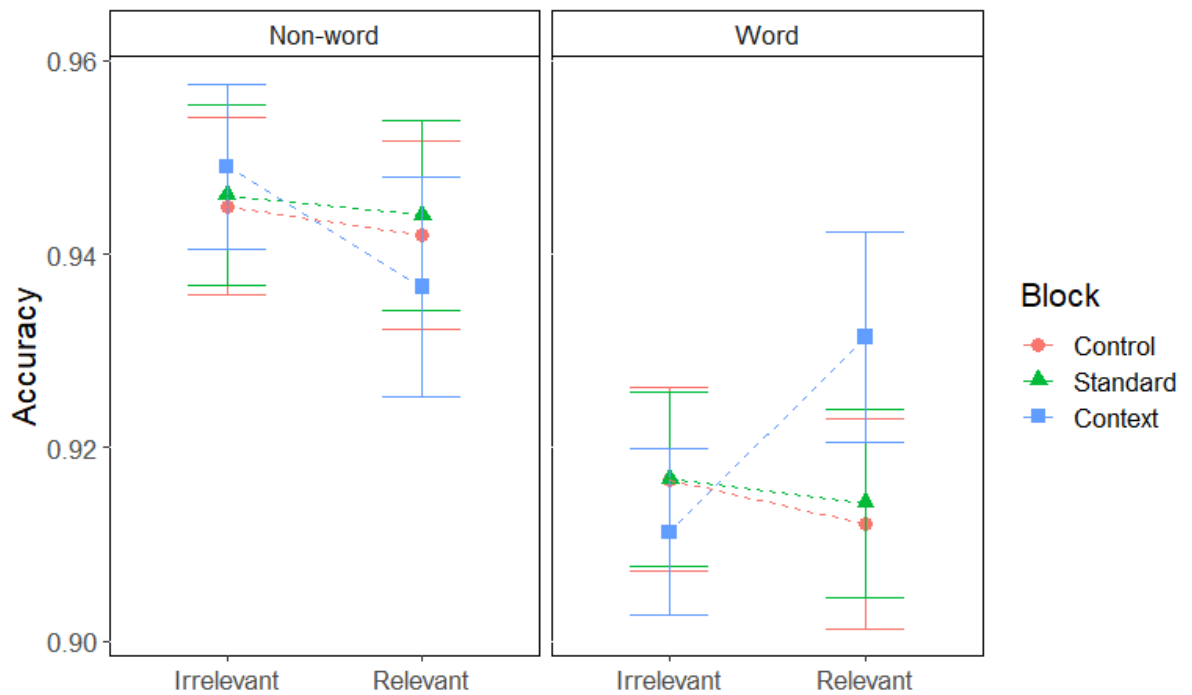 Non-word
Word
0.96
0.94
0.92
0.90
Accuracy
Irrelevant
Relevant
Irrelevant
Relevant
Block
Control
Standard
Context